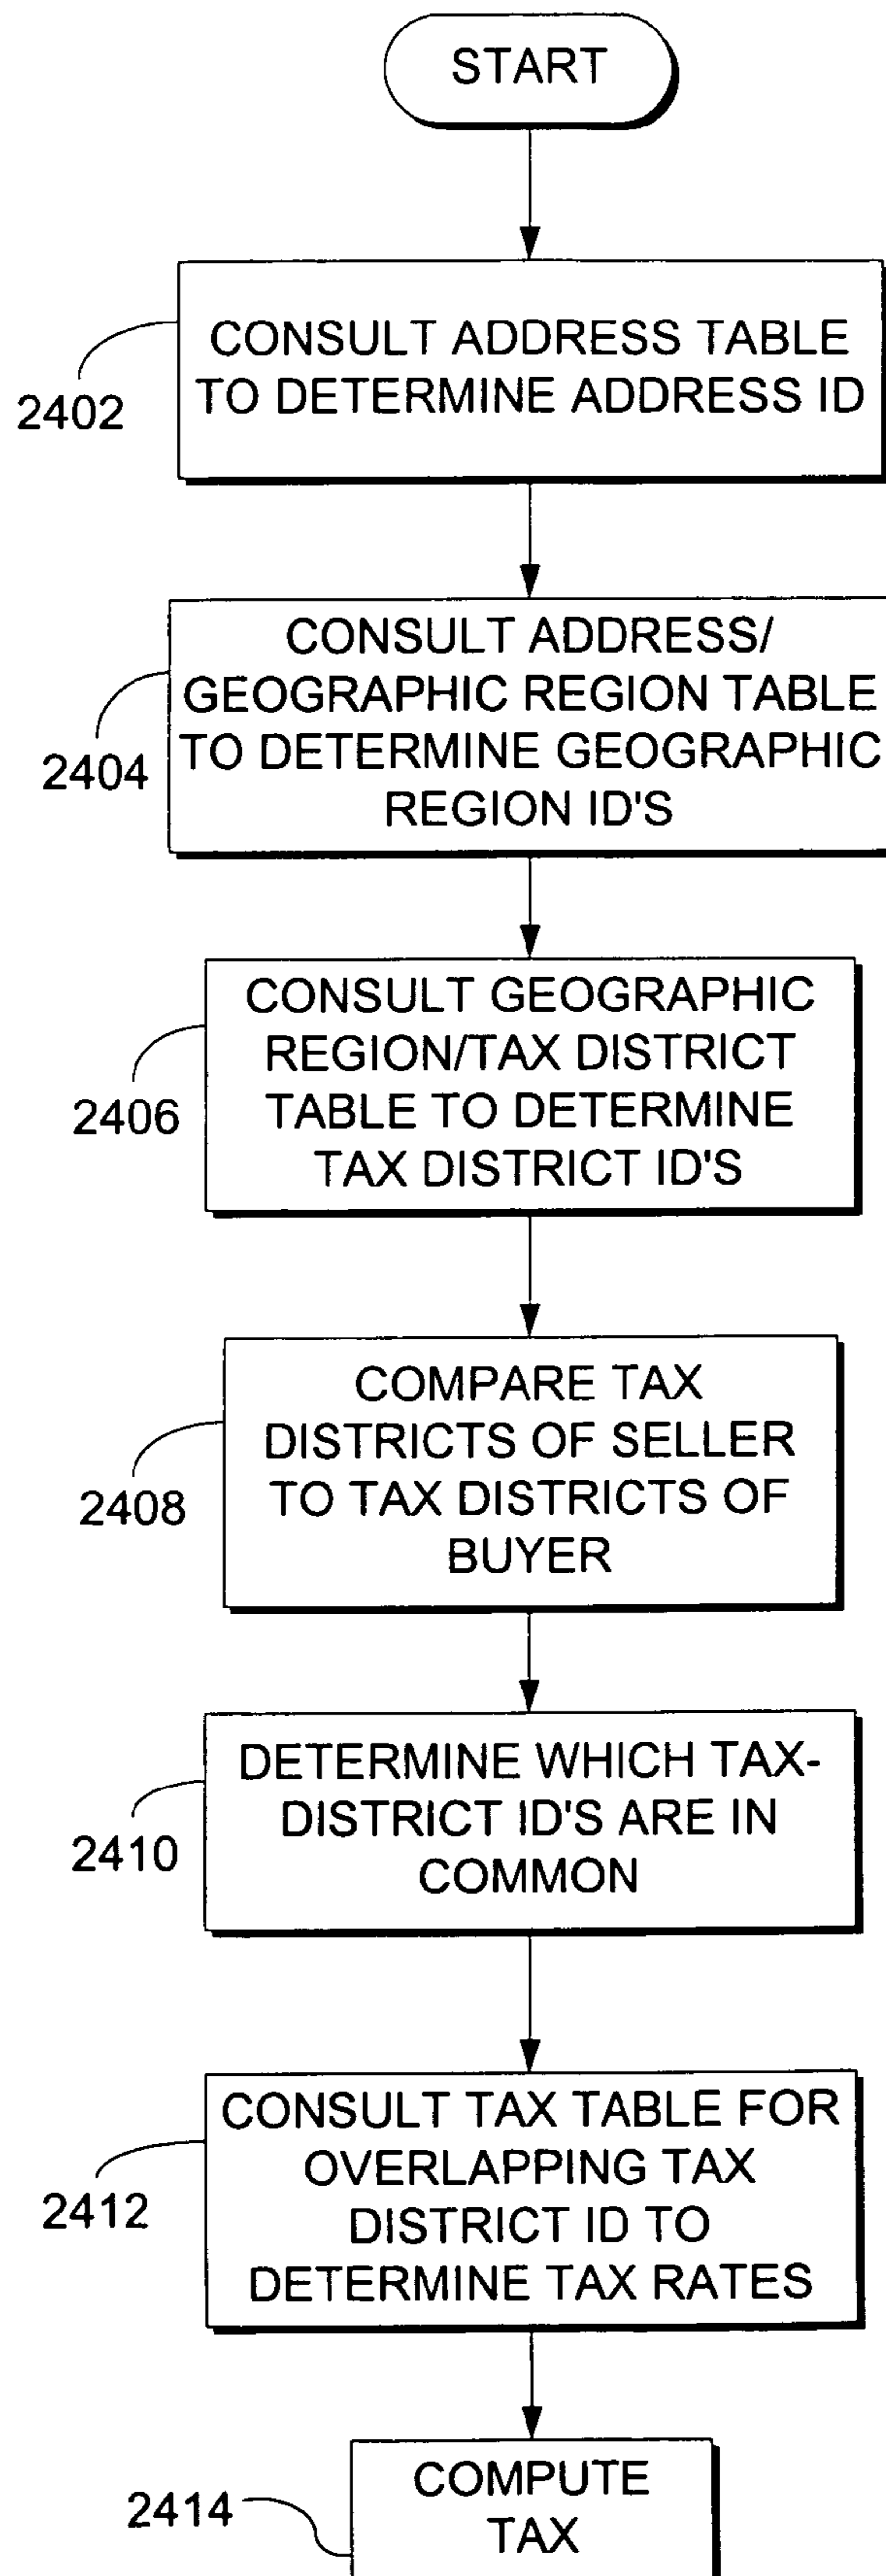 START
CONSULT ADDRESS TABLE
TO DETERMINE ADDRESS ID
2402
CONSULT ADDRESS/
GEOGRAPHIC REGION TABLE
TO DETERMINE GEOGRAPHIC
REGION ID'S
2404
CONSULT GEOGRAPHIC
REGION/TAX DISTRICT
TABLE TO DETERMINE
TAX DISTRICT ID'S
2406
COMPARE TAX
DISTRICTS OF SELLER
TO TAX DISTRICTS OF
BUYER
2408
DETERMINE WHICH TAX-
DISTRICT ID'S ARE IN
COMMON
2410
CONSULT TAX TABLE FOR
OVERLAPPING TAX
DISTRICT ID TO
DETERMINE TAX RATES
2412
COMPUTE
TAX
2414